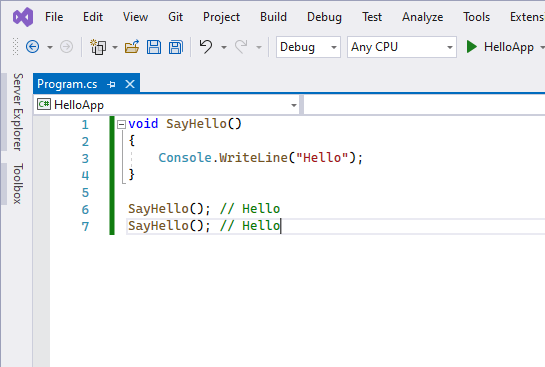 File Edit View Git Project Build Debug Test Analyze Tools Extens
Debug Any CPU HelloApp
Server Explorer
Toolbox
Program.cs
C# HelloApp
1 void SayHello()
2 {
3 Console.WriteLine("Hello");
4 }
5
6 SayHello(); // Hello
7 SayHello(); // Hello